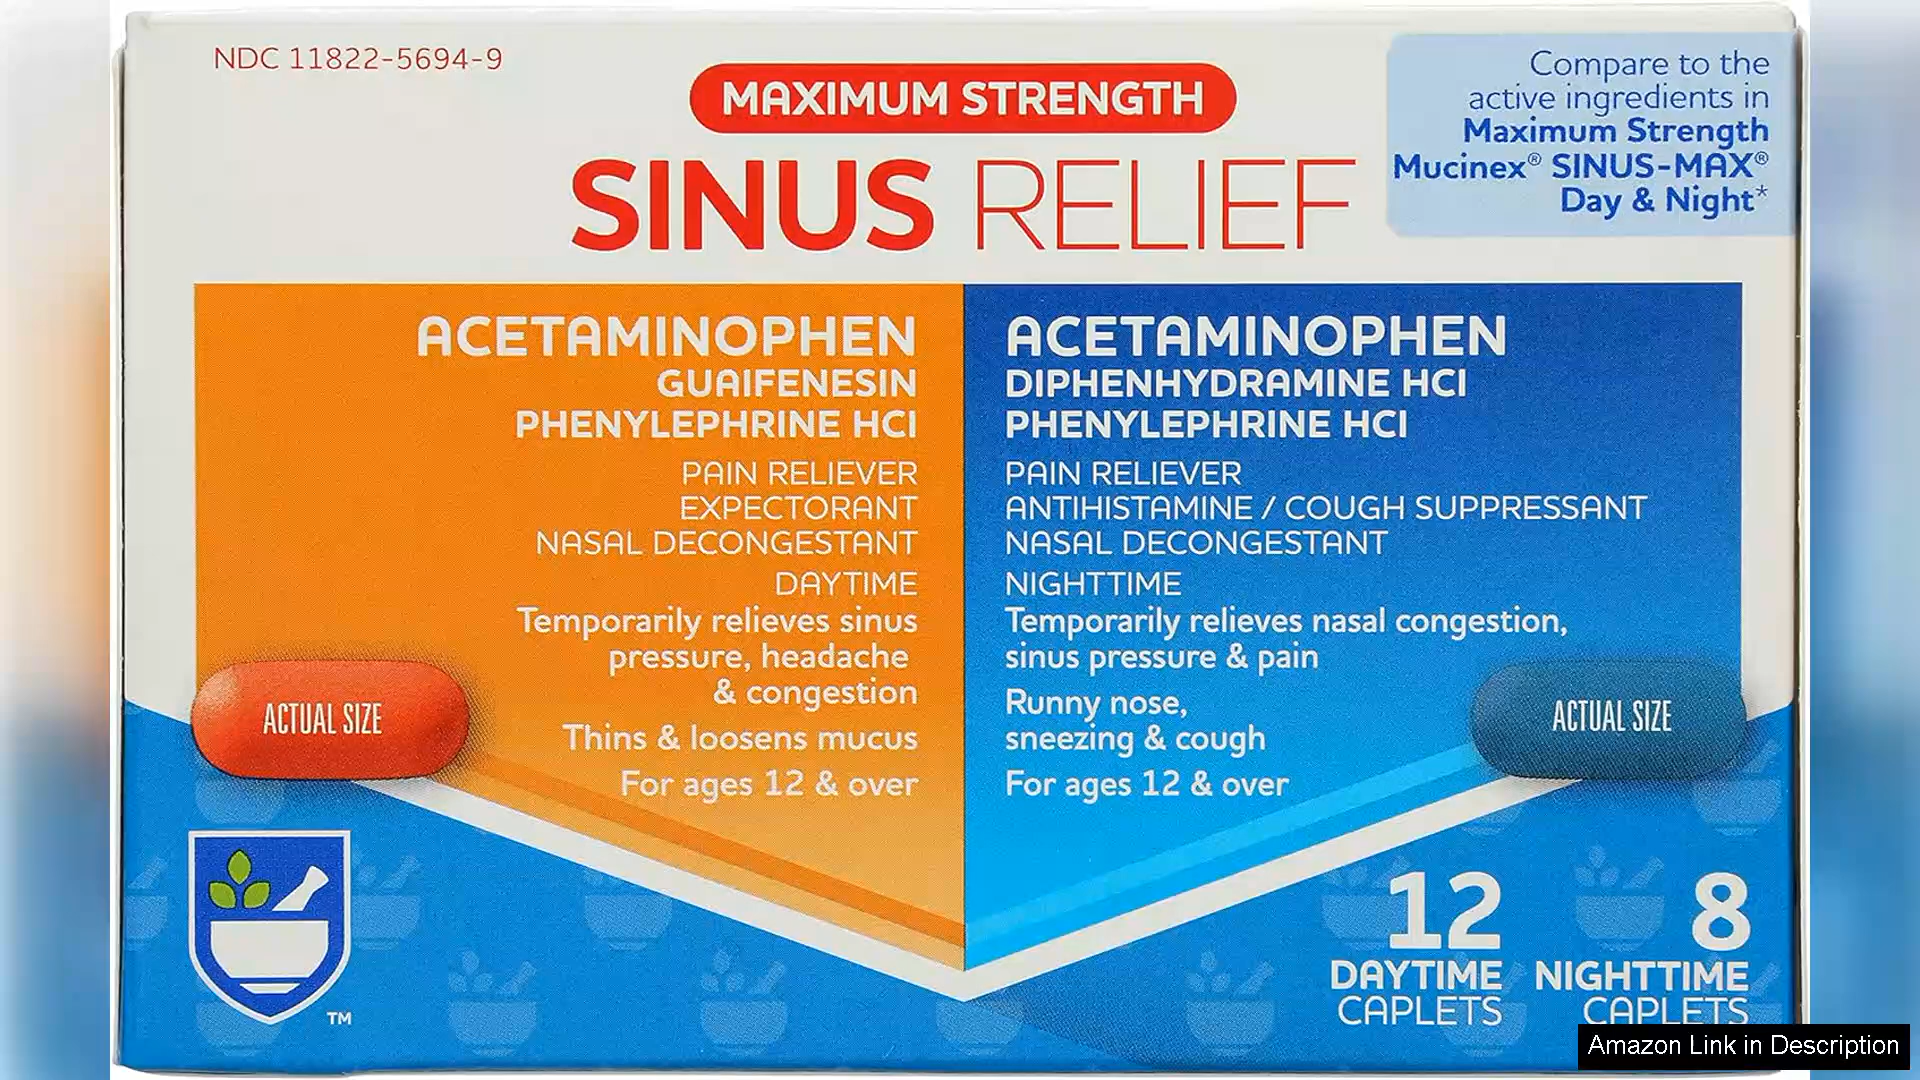 NDC 11822-5694-9
MAXIMUM STRENGTH
SINUS RELIEF
Compare to the
active ingredients in
Maximum Strength
Mucinex® SINUS-MAX®
Day & Night*
ACETAMINOPHEN
GUAIFENESIN
PHENYLEPHRINE HCl
PAIN RELIEVER
EXPECTORANT
NASAL DECONGESTANT
DAYTIME
Temporarily relieves sinus
pressure, headache
& congestion
Thins & loosens mucus
For ages 12 & over
ACTUAL SIZE
ACETAMINOPHEN
DIPHENHYDRAMINE HCl
PHENYLEPHRINE HCl
PAIN RELIEVER
ANTIHISTAMINE / COUGH SUPPRESSANT
NASAL DECONGESTANT
NIGHTTIME
Temporarily relieves nasal congestion,
sinus pressure & pain
Runny nose,
sneezing & cough
For ages 12 & over
ACTUAL SIZE
TM
12
DAYTIME
CAPLETS
8
NIGHTTIME
CAPLETS
Amazon Link in Description